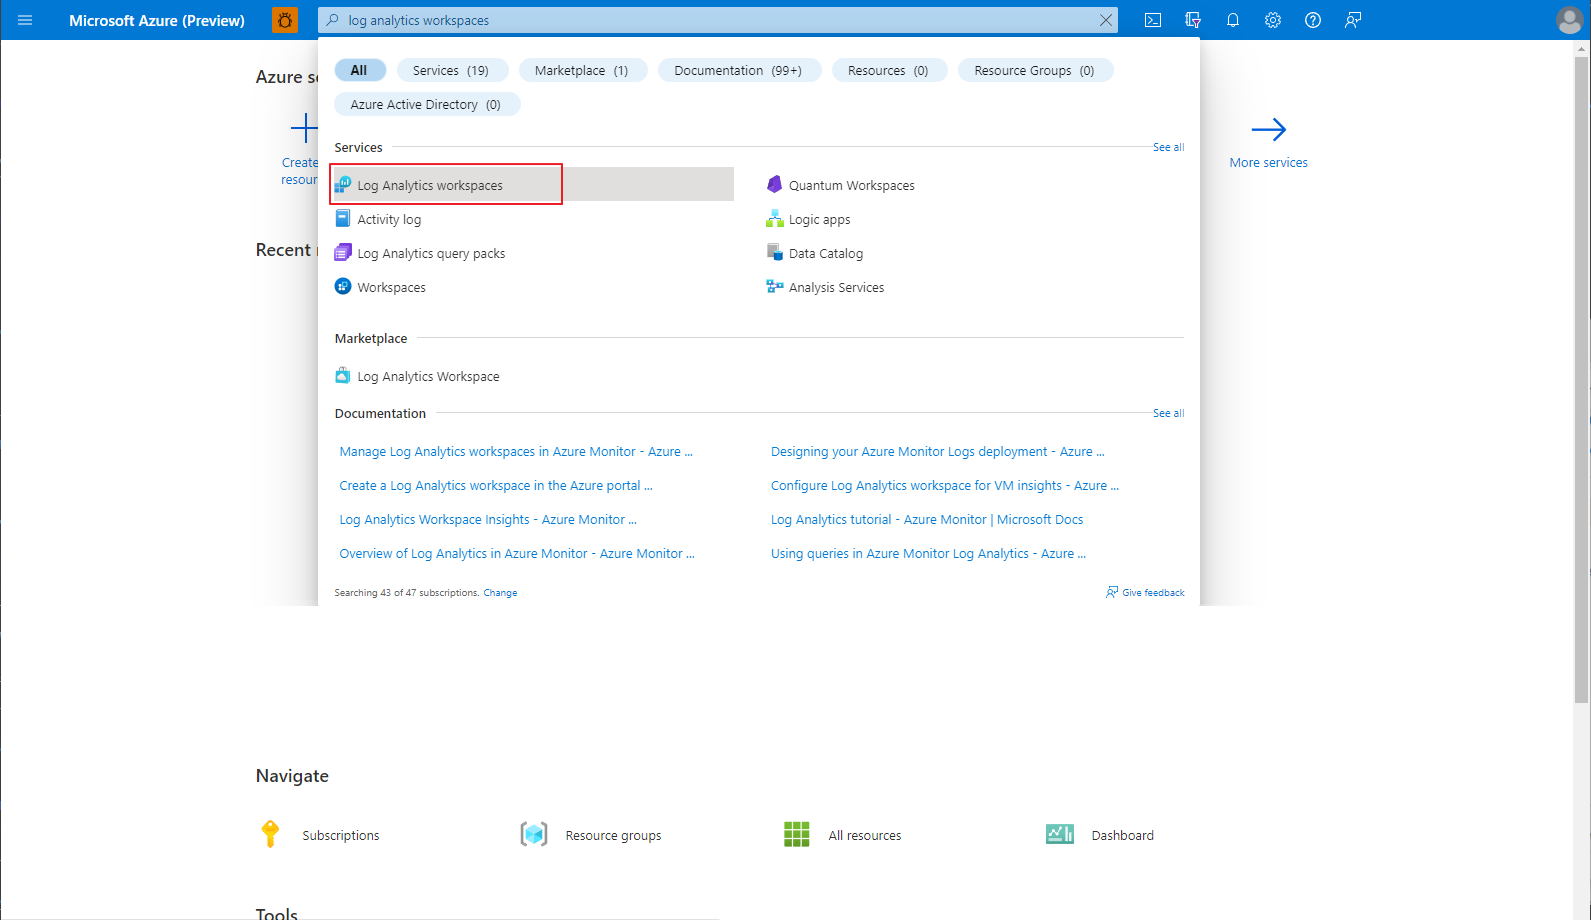 Microsoft Azure (Preview)
log analytics workspaces
All
Services (19)
Marketplace (1)
Documentation (99+)
Resources (0)
Resource Groups (0)
Azure Active Directory (0)
Azure se
Create
resour
More services
Recent
Services
See all
Log Analytics workspaces
Quantum Workspaces
Activity log
Logic apps
Log Analytics query packs
Data Catalog
Workspaces
Analysis Services
Marketplace
Log Analytics Workspace
Documentation
See all
Manage Log Analytics workspaces in Azure Monitor - Azure ...
Designing your Azure Monitor Logs deployment - Azure ...
Create a Log Analytics workspace in the Azure portal ...
Configure Log Analytics workspace for VM insights - Azure ...
Log Analytics Workspace Insights - Azure Monitor ...
Log Analytics tutorial - Azure Monitor | Microsoft Docs
Overview of Log Analytics in Azure Monitor - Azure Monitor ...
Using queries in Azure Monitor Log Analytics - Azure ...
Searching 43 of 47 subscriptions. Change
Give feedback
Navigate
Subscriptions
Resource groups
All resources
Dashboard
Tools